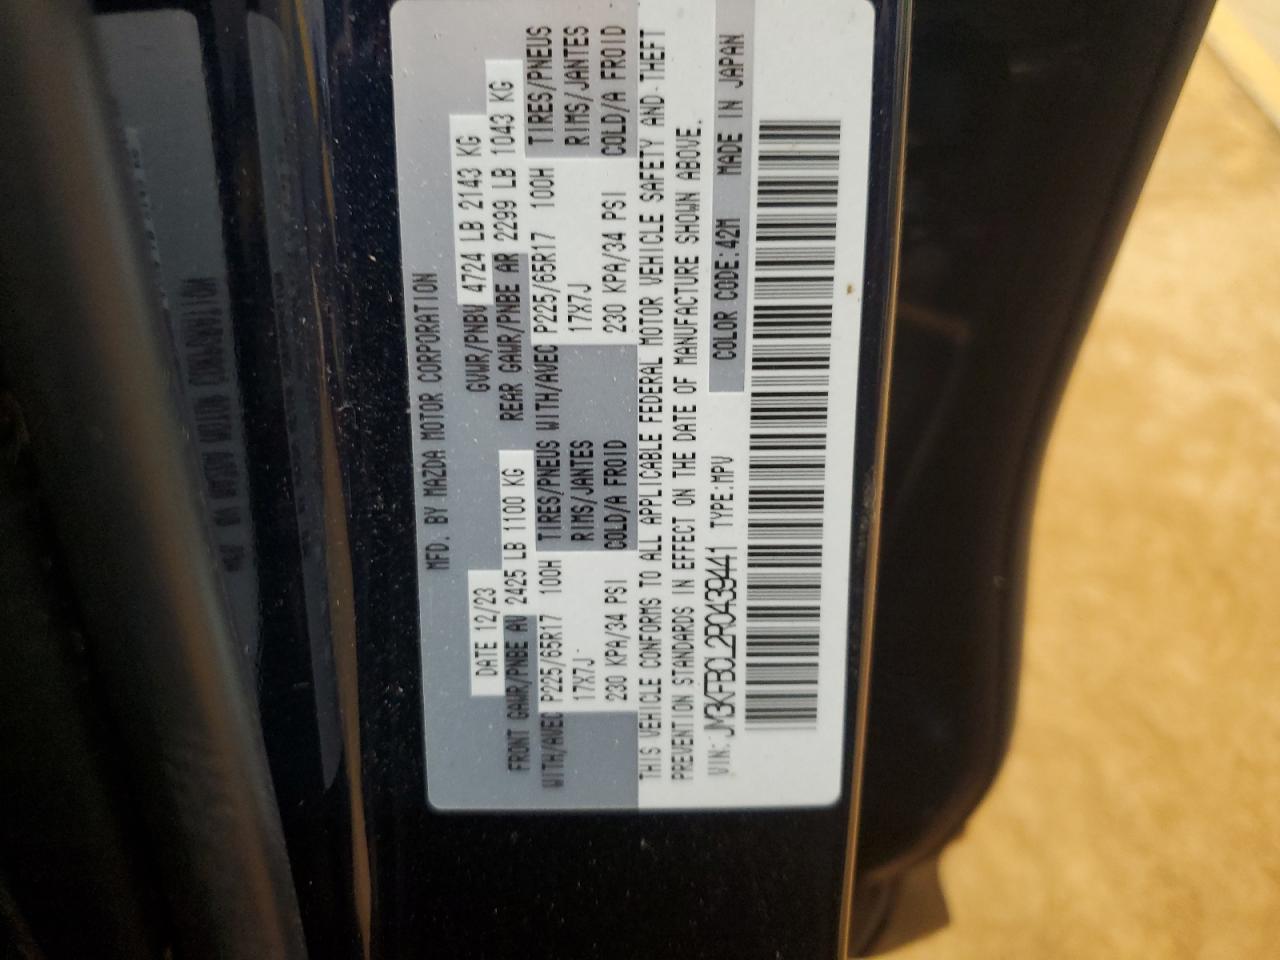 MFD. BY MAZDA MOTOR CORPORATION
DATE 12/23 GVWR/PNBV 4724 LB 2143 KG
FRONT GAWR/PNBE AV 2425 LB 1100 KG REAR GAWR/PNBE AR 2299 LB 1043 KG
WITH/AVEC P225/65R17 100H TIRES/PNEUS WITH/AVEC P225/65R17 100H TIRES/PNEUS
17X7J RIMS/JANTES 17X7J RIMS/JANTES
230 KPA/34 PSI COLD/A FROID 230 KPA/34 PSI COLD/A FROID
THIS VEHICLE CONFORMS TO ALL APPLICABLE FEDERAL MOTOR VEHICLE SAFETY AND THEFT
PREVENTION STANDARDS IN EFFECT ON THE DATE OF MANUFACTURE SHOWN ABOVE.
VIN: JM3KFBCL2R0439441 TYPE:MPV COLOR CODE:42M MADE IN JAPAN